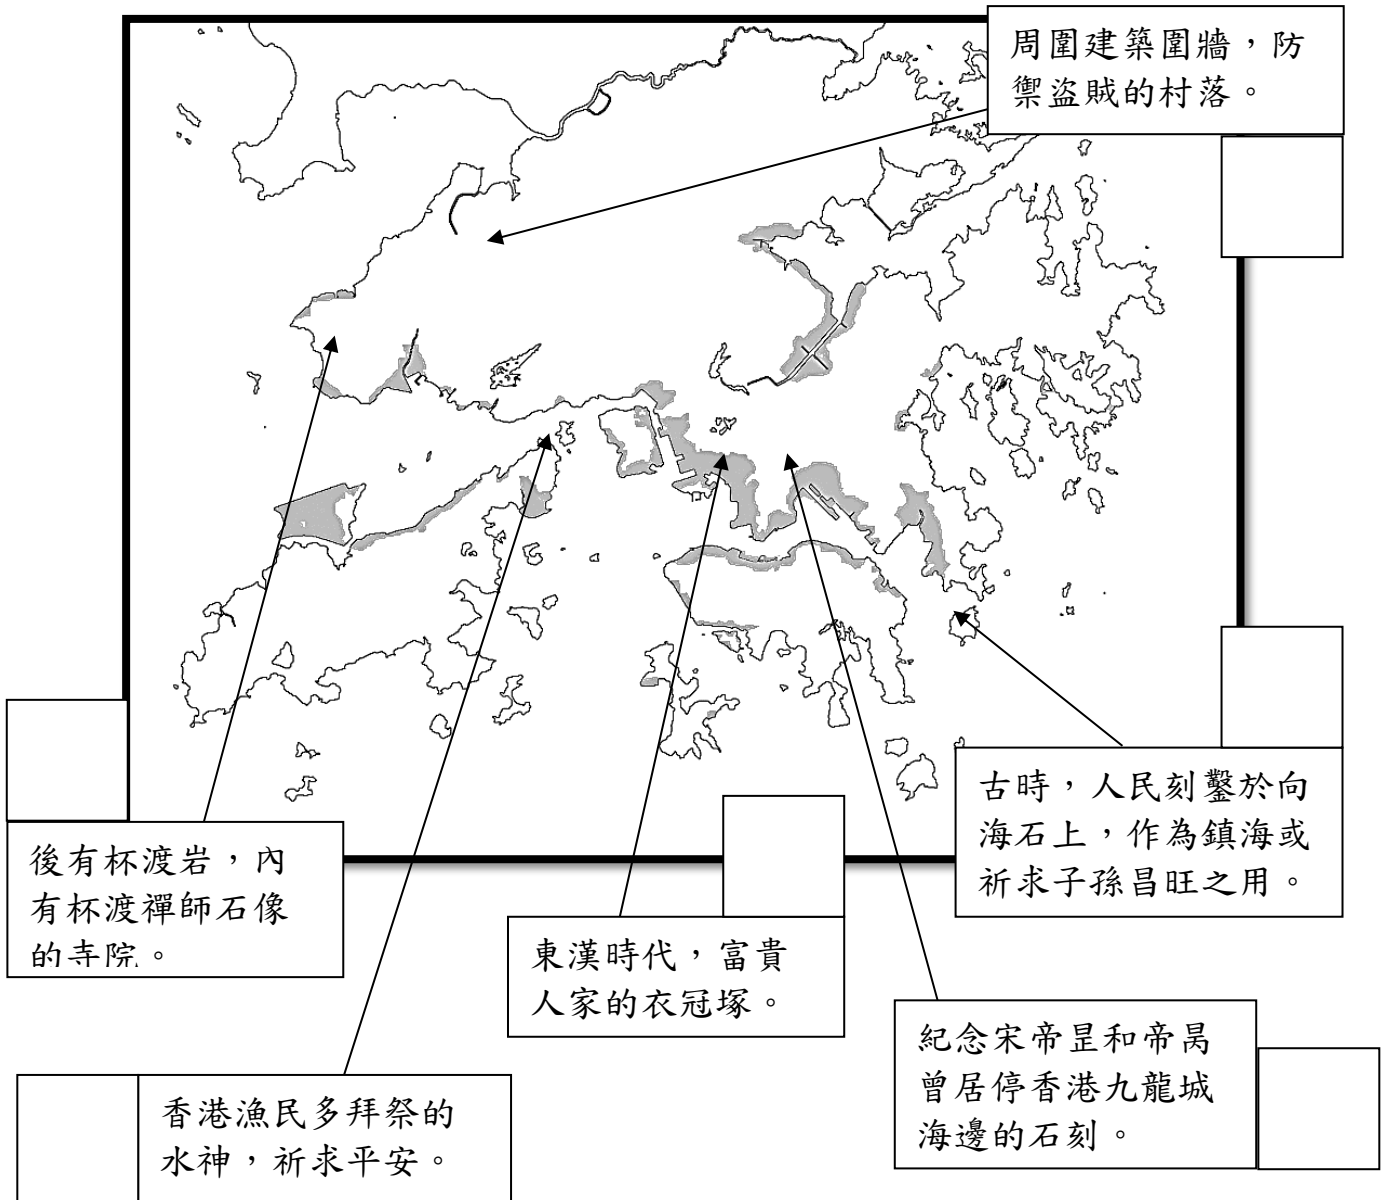 周圍建築圍牆，防
禦盜賊的村落。
古時，人民刻鑿於向
海石上，作為鎮海或
祈求子孫昌旺之用。
後有杯渡岩，內
有杯渡禪師石像
的寺院。
東漢時代，富貴
人家的衣冠塚。
紀念宋帝昰和帝昺
曾居停香港九龍城
海邊的石刻。
香港漁民多拜祭的
水神，祈求平安。